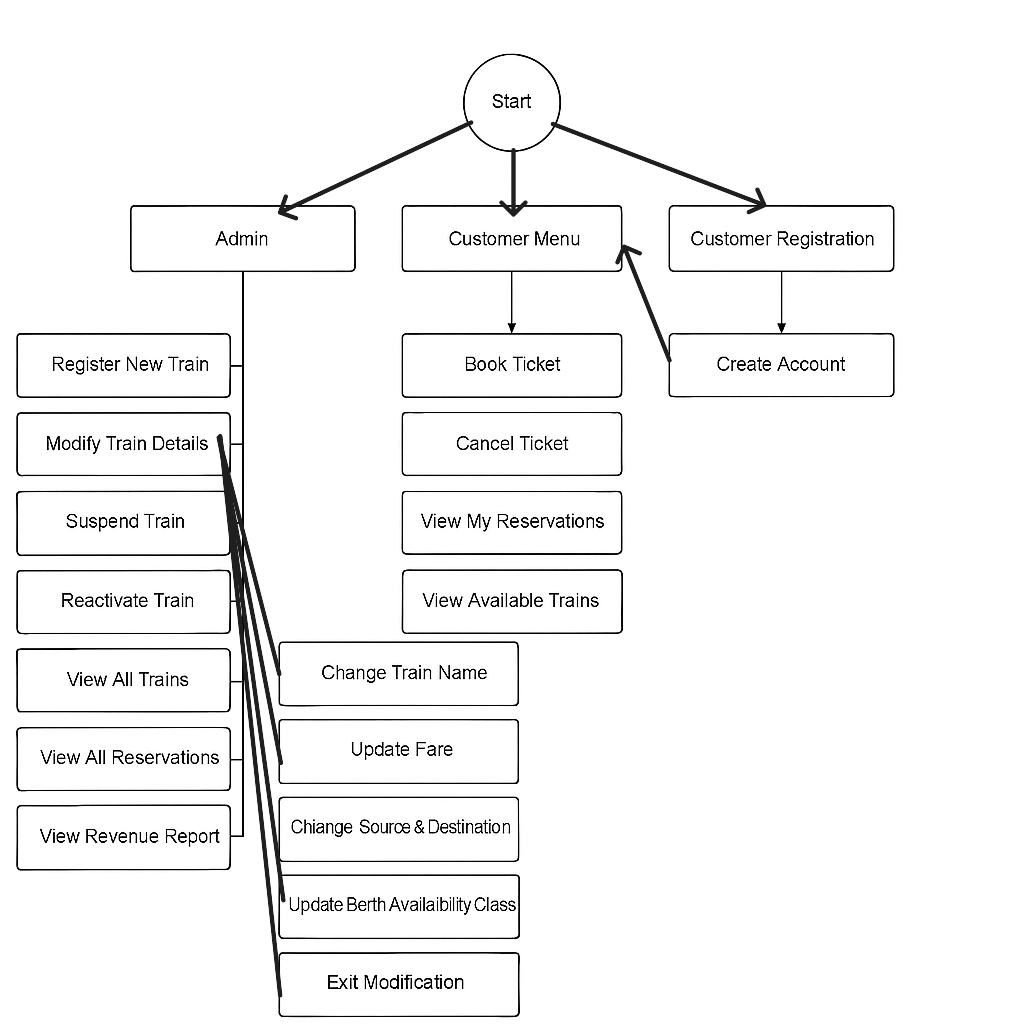 Start
Admin
Customer Menu
Customer Registration
Register New Train
Book Ticket
Create Account
Modify Train Details
Cancel Ticket
Suspend Train
View My Reservations
Reactivate Train
View Available Trains
View All Trains
Change Train Name
View All Reservations
Update Fare
View Revenue Report
Chiange Source & Destination
Update Berth Availaibility Class
Exit Modification